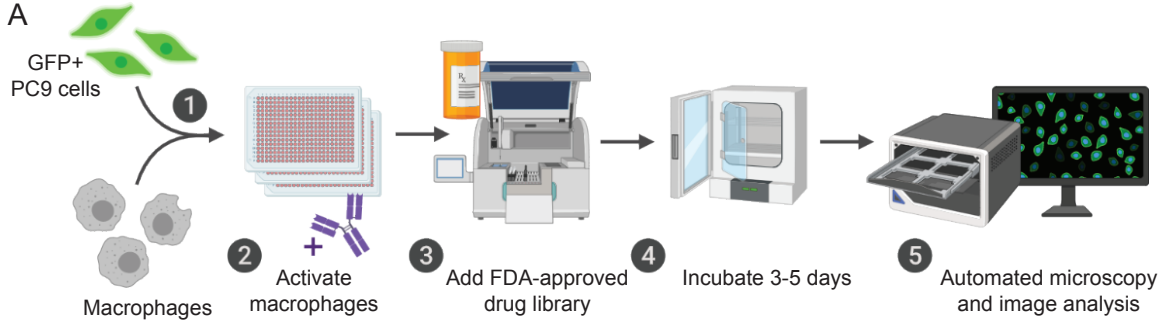 A
GFP+
PC9 cells
1
Macrophages
2
+
Activate
macrophages
Rx
3
Add FDA-approved
drug library
4
Incubate 3-5 days
5
Automated microscopy
and image analysis